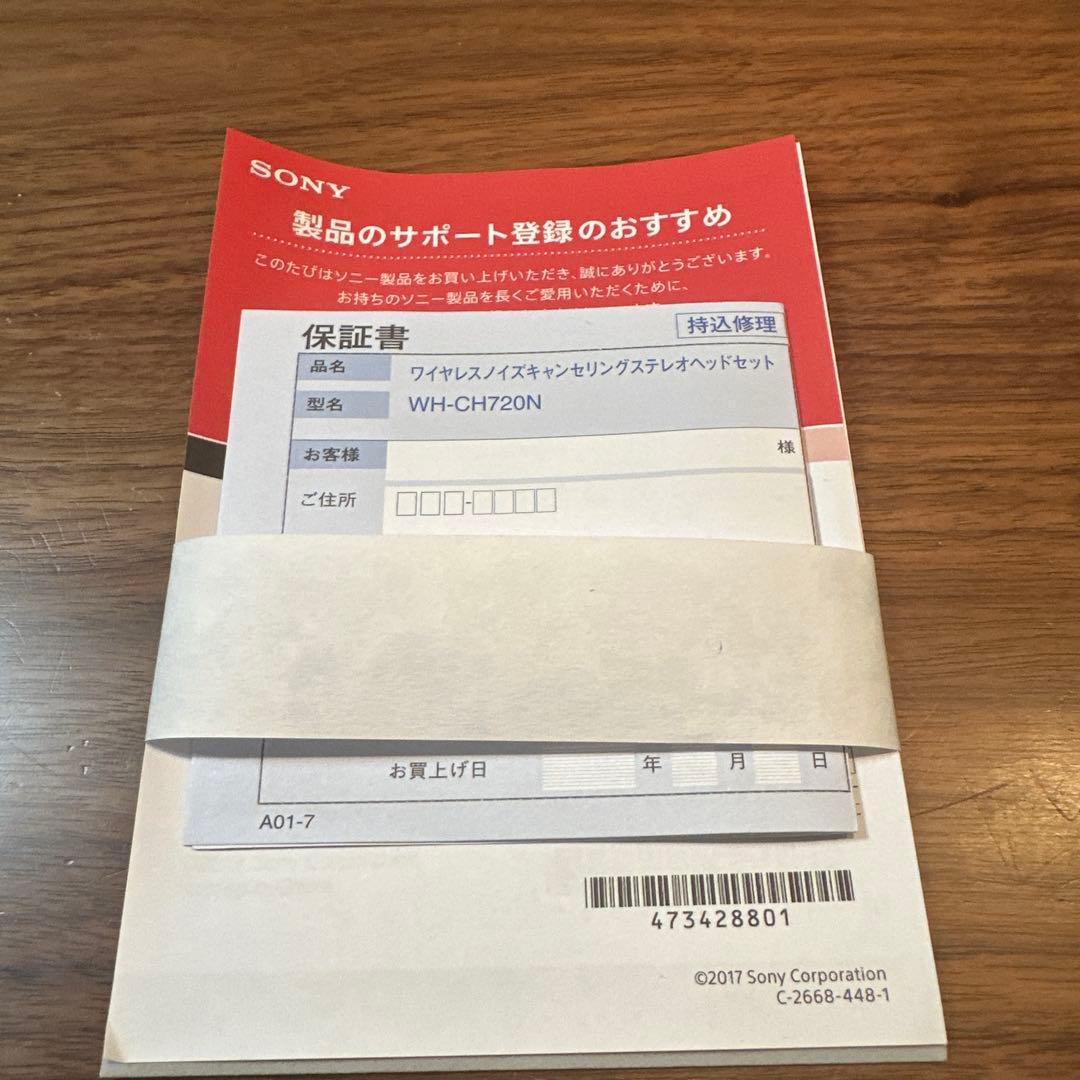 SONY
製品のサポート登録のおすすめ
このたびはソニー製品をお買い上げいただき、誠にありがとうございます。
お持ちのソニー製品を長くご愛用いただくために、
保証書 持込修理
品名 ワイヤレスノイズキャンセリングステレオヘッドセット
型名 WH-CH720N
お客様 様
ご住所
お買上げ日 年 月 日
A01-7
473428801
©2017 Sony Corporation
C-2668-448-1